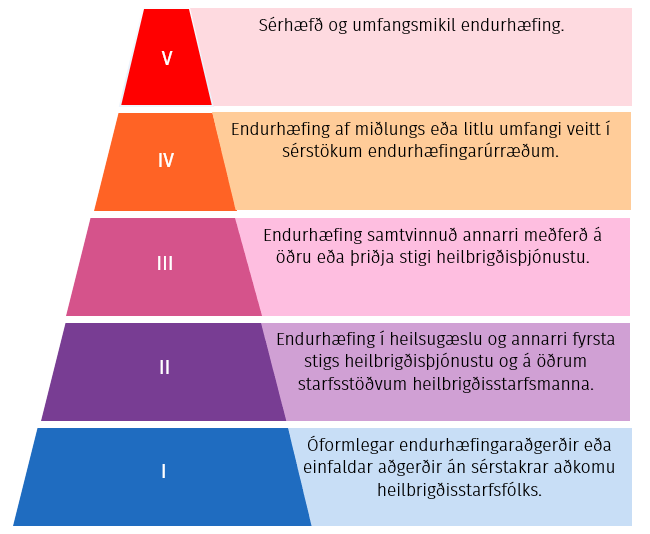 V
Sérhæfð og umfangsmikil endurhæfing.
IV
Endurhæfing af miðlungs eða litlu umfangi veitt í
sérstökum endurhæfingarúrræðum.
III
Endurhæfing samtvinnuð annarri meðferð á
öðru eða þriðja stigi heilbrigðisþjónustu.
II
Endurhæfing í heilsugæslu og annarri fyrsta
stigs heilbrigðisþjónustu og á öðrum
starfsstöðvum heilbrigðisstarfsmanna.
I
Óformlegar endurhæfingaraðgerðir eða
einfaldar aðgerðir án sérstakrar aðkomu
heilbrigðisstarfsfólks.